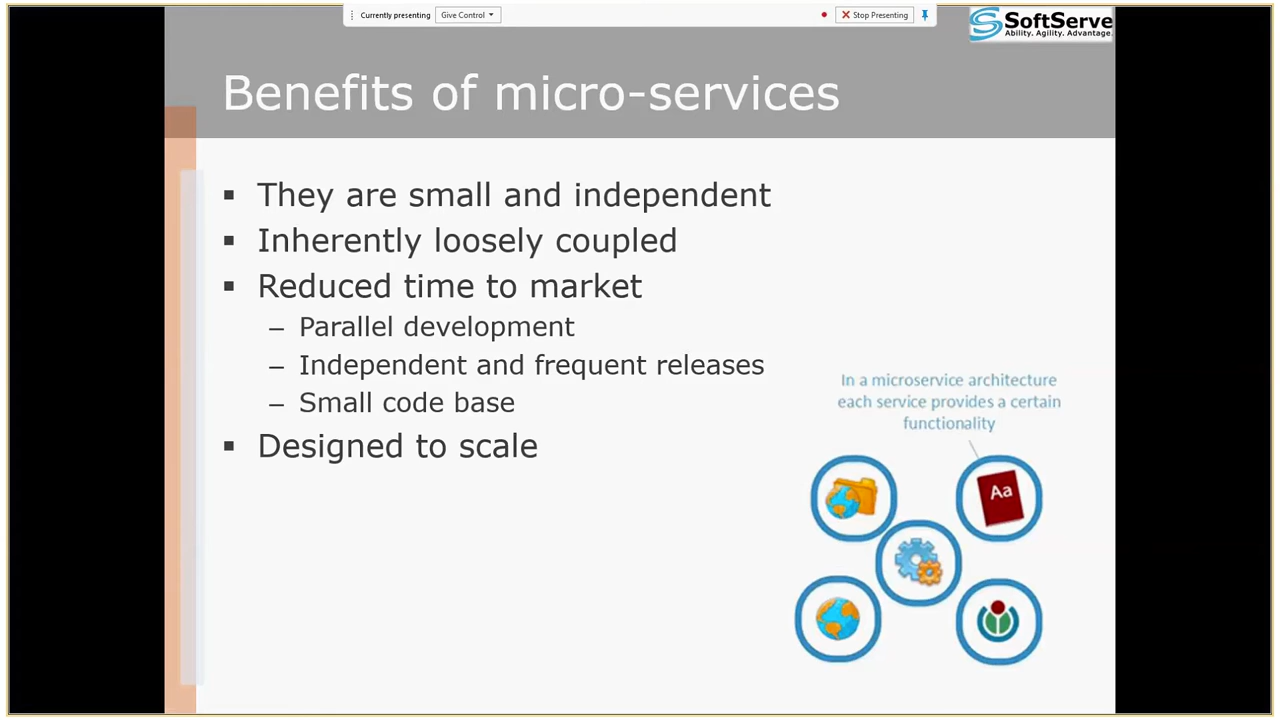 Currently presenting Give Control Stop Presenting
SoftServe
Ability. Agility. Advantage.
Benefits of micro-services
▪ They are small and independent
▪ Inherently loosely coupled
▪ Reduced time to market
– Parallel development
– Independent and frequent releases
– Small code base
▪ Designed to scale
In a microservice architecture
each service provides a certain
functionality
Aa